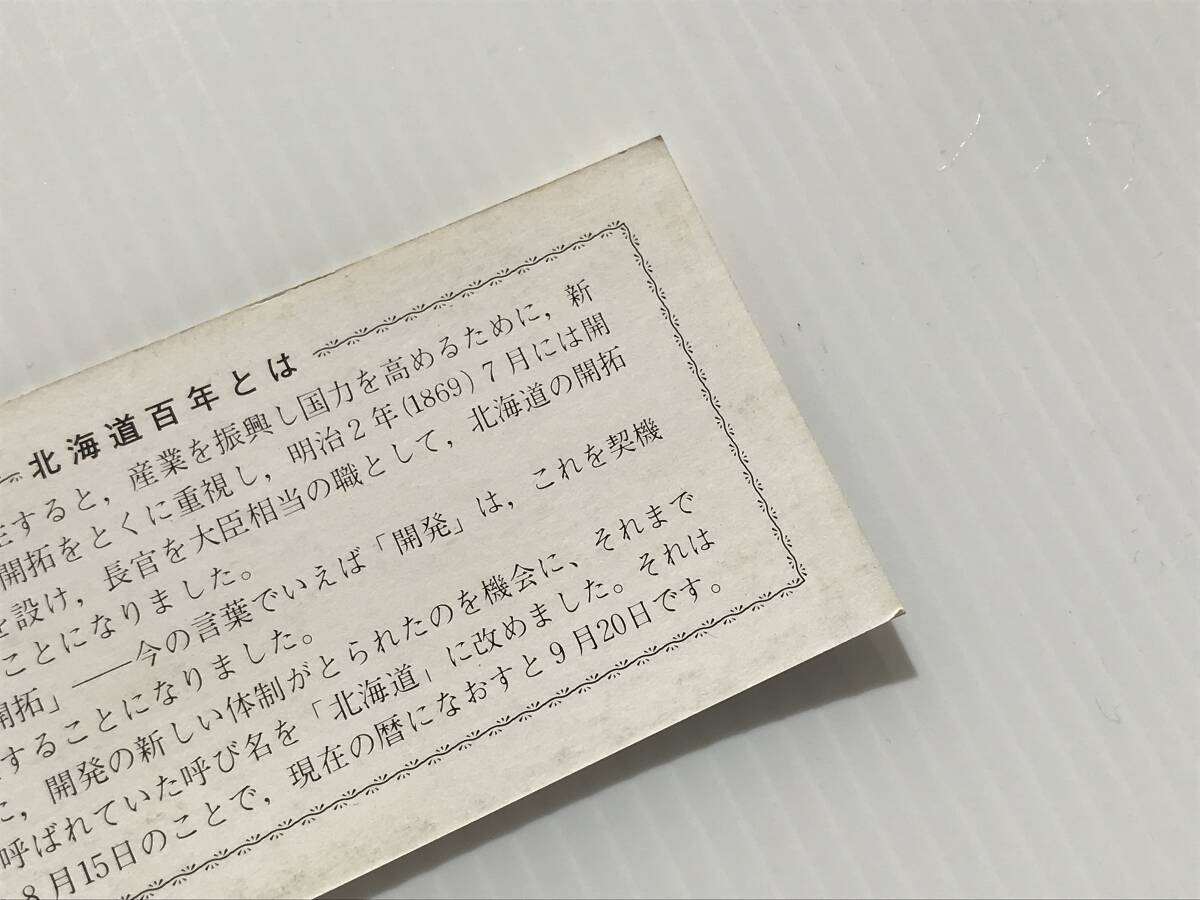 北海道百年とは
すると，産業を振興し国力を高めるために，新
開拓をとくに重視し，明治2年(1869) 7月には開
を設け，長官を大臣相当の職として，北海道の開拓
ことになりました。
開拓」——今の言葉でいえば「開発」は，これを契機
することになりました。
に，開発の新しい体制がとられたのを機会に、それまで
呼ばれていた呼び名を「北海道」に改めました。それは
8月15日のことで，現在の暦になおすと9月20日です。